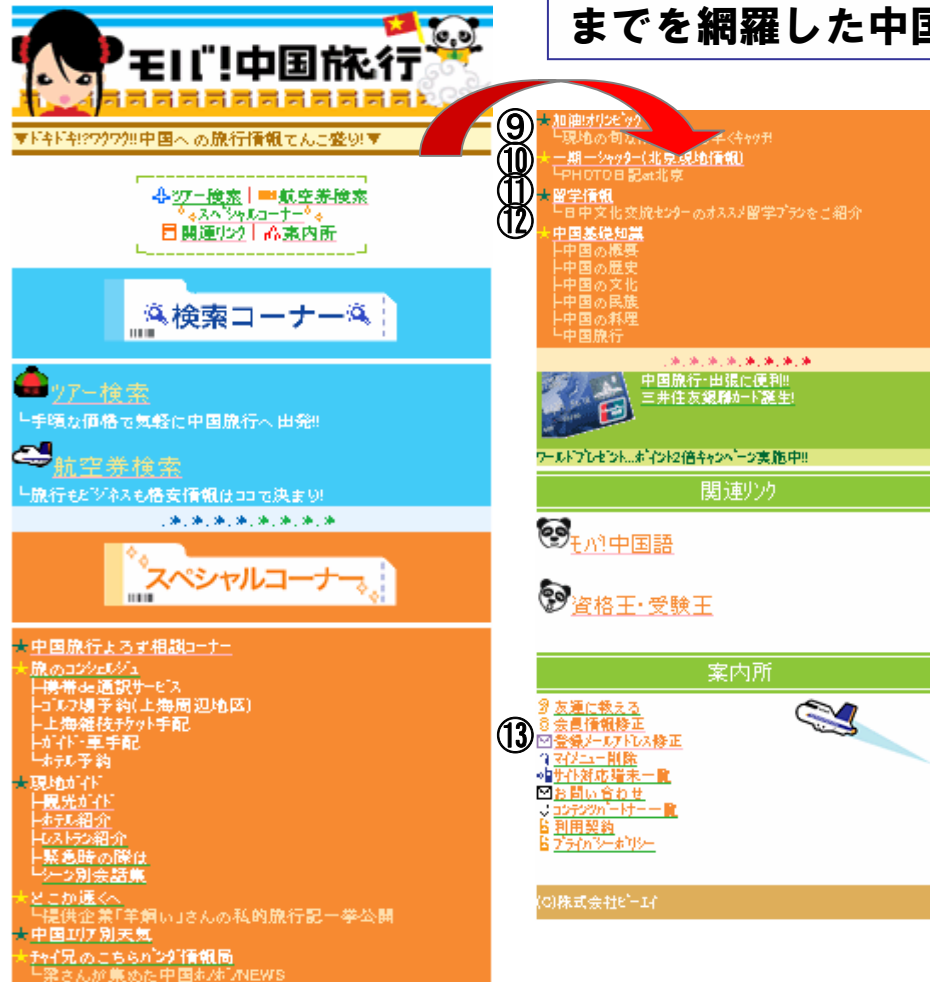 までを網羅した中国
モバ!中国旅行
▼ドキドキ!?ワクワク!!中国への旅行情報てんこ盛り!▼
ツアー検索|航空券検索
スペシャルコーナー
関連リンク|案内所
検索コーナー
ツアー検索
└手頃な価格で気軽に中国旅行へ出発!!
航空券検索
└旅行もビジネスも格安情報はココで決まり!
スペシャルコーナー
★中国旅行よろず相談コーナー
★旅のコンシェルジュ
├携帯de通訳サービス
├ゴルフ場予約(上海周辺地区)
├上海雑技チケット手配
├ガイド・車手配
└ホテル予約
★現地ガイド
├観光ガイド
├ホテル紹介
├レストラン紹介
├緊急時の際は
└シーン別会話集
★どこか遠くへ
└提供企業「羊飼い」さんの私的旅行記一挙公開
★中国エリア別天気
★チャイ兄のこちらパンダ情報局
└梁さんが集めた中国ホンホンNEWS
⑨
★加油!オリンピック
└現地の旬な 早くキャッチ!
⑩
★一期一シャッター(北京現地情報)
└PHOTO日記at北京
⑪
★留学情報
└日中文化交流センターのオススメ留学プランをご紹介
⑫
★中国基礎知識
├中国の概要
├中国の歴史
├中国の文化
├中国の民族
├中国の料理
└中国旅行
中国旅行・出張に便利!!
三井住友銀聯カード誕生!
ワールドプレゼント...ポイント2倍キャンペーン実施中!!
関連リンク
モバ!中国語
資格王・受験王
案内所
友達に教える
会員情報修正
⑬
登録メールアドレス修正
マイメニュー削除
サイト対応端末一覧
お問い合わせ
コンテンツパートナー一覧
利用規約
プライバシーポリシー
(C)株式会社ビーエイ